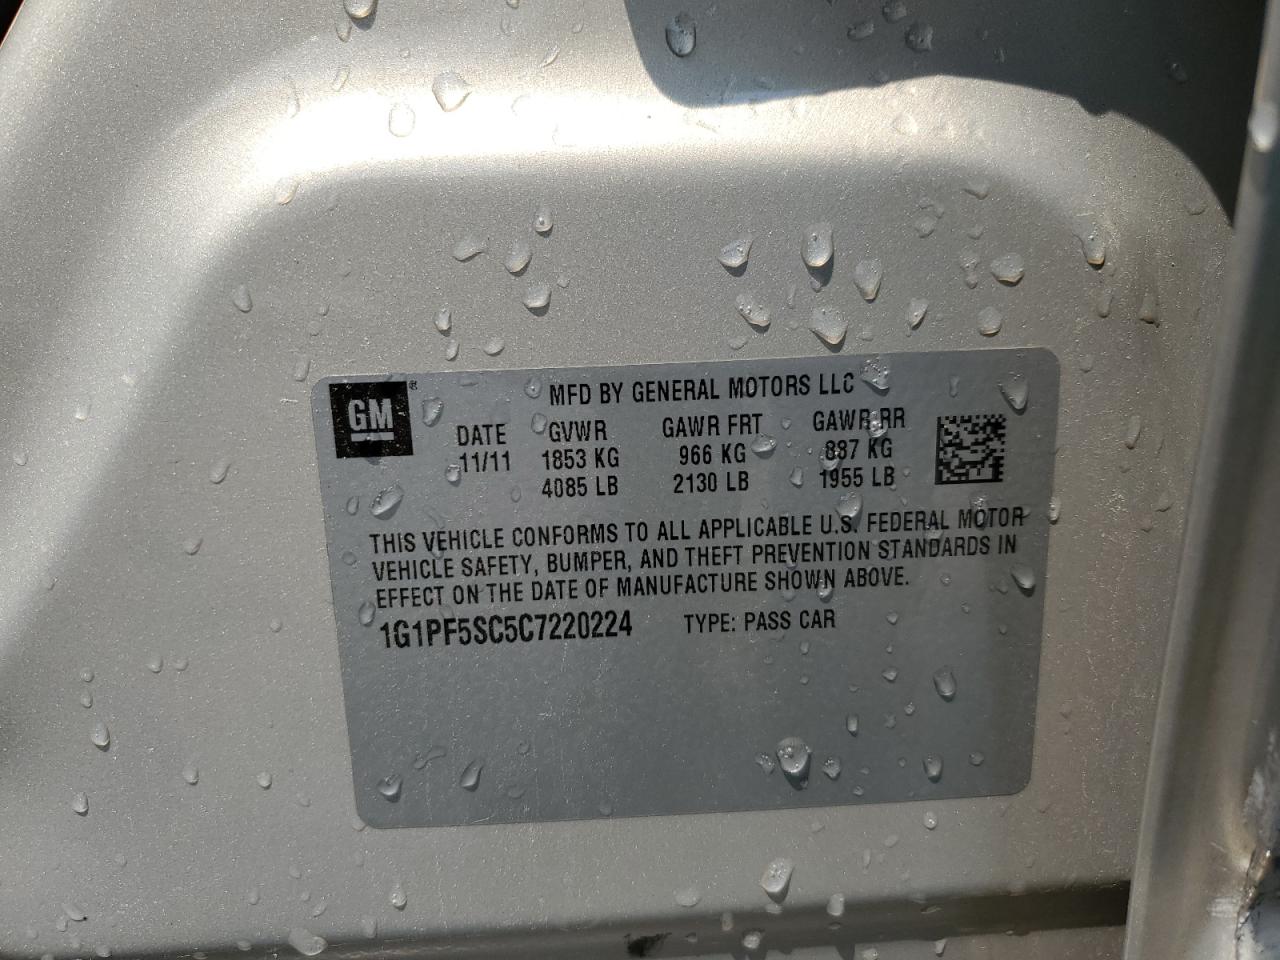 GM®
MFD BY GENERAL MOTORS LLC
DATE GVWR GAWR FRT GAWR RR
11/11 1853 KG 966 KG 887 KG
4085 LB 2130 LB 1955 LB
THIS VEHICLE CONFORMS TO ALL APPLICABLE U.S. FEDERAL MOTOR
VEHICLE SAFETY, BUMPER, AND THEFT PREVENTION STANDARDS IN
EFFECT ON THE DATE OF MANUFACTURE SHOWN ABOVE.
1G1PF5SC5C7220224 TYPE: PASS CAR